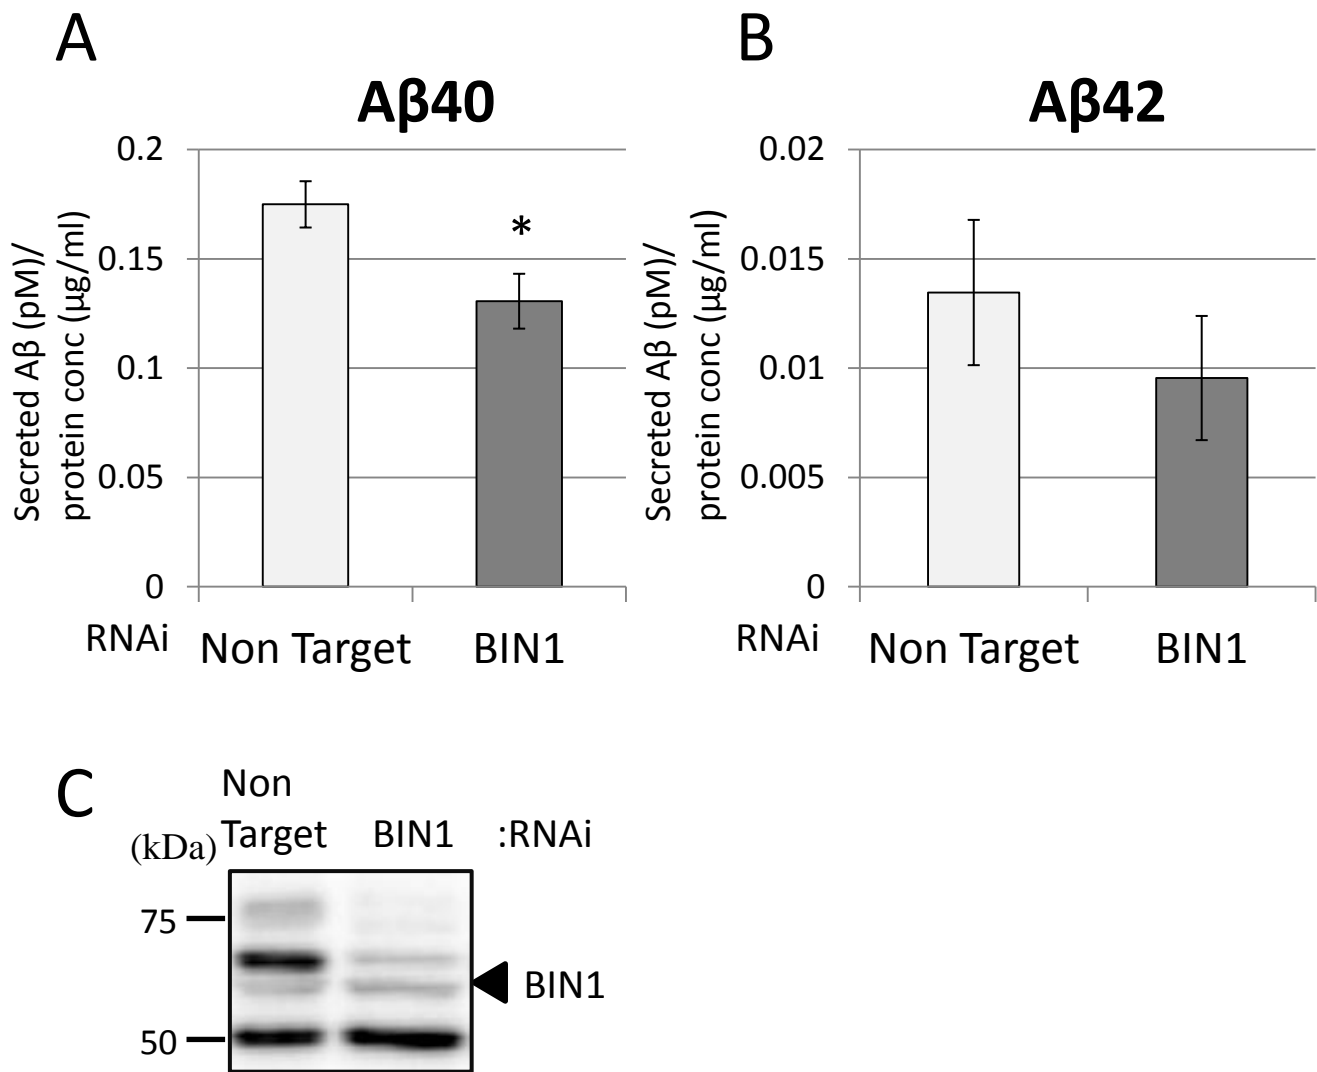 A
Aβ40
Secreted Aβ (pM)/
protein conc (μg/ml)
0.2
0.15
0.1
0.05
0
*
RNAi Non Target BIN1
B
Aβ42
Secreted Aβ (pM)/
protein conc (μg/ml)
0.02
0.015
0.01
0.005
0
RNAi Non Target BIN1
C
Non
(kDa) Target BIN1 :RNAi
75
BIN1
50